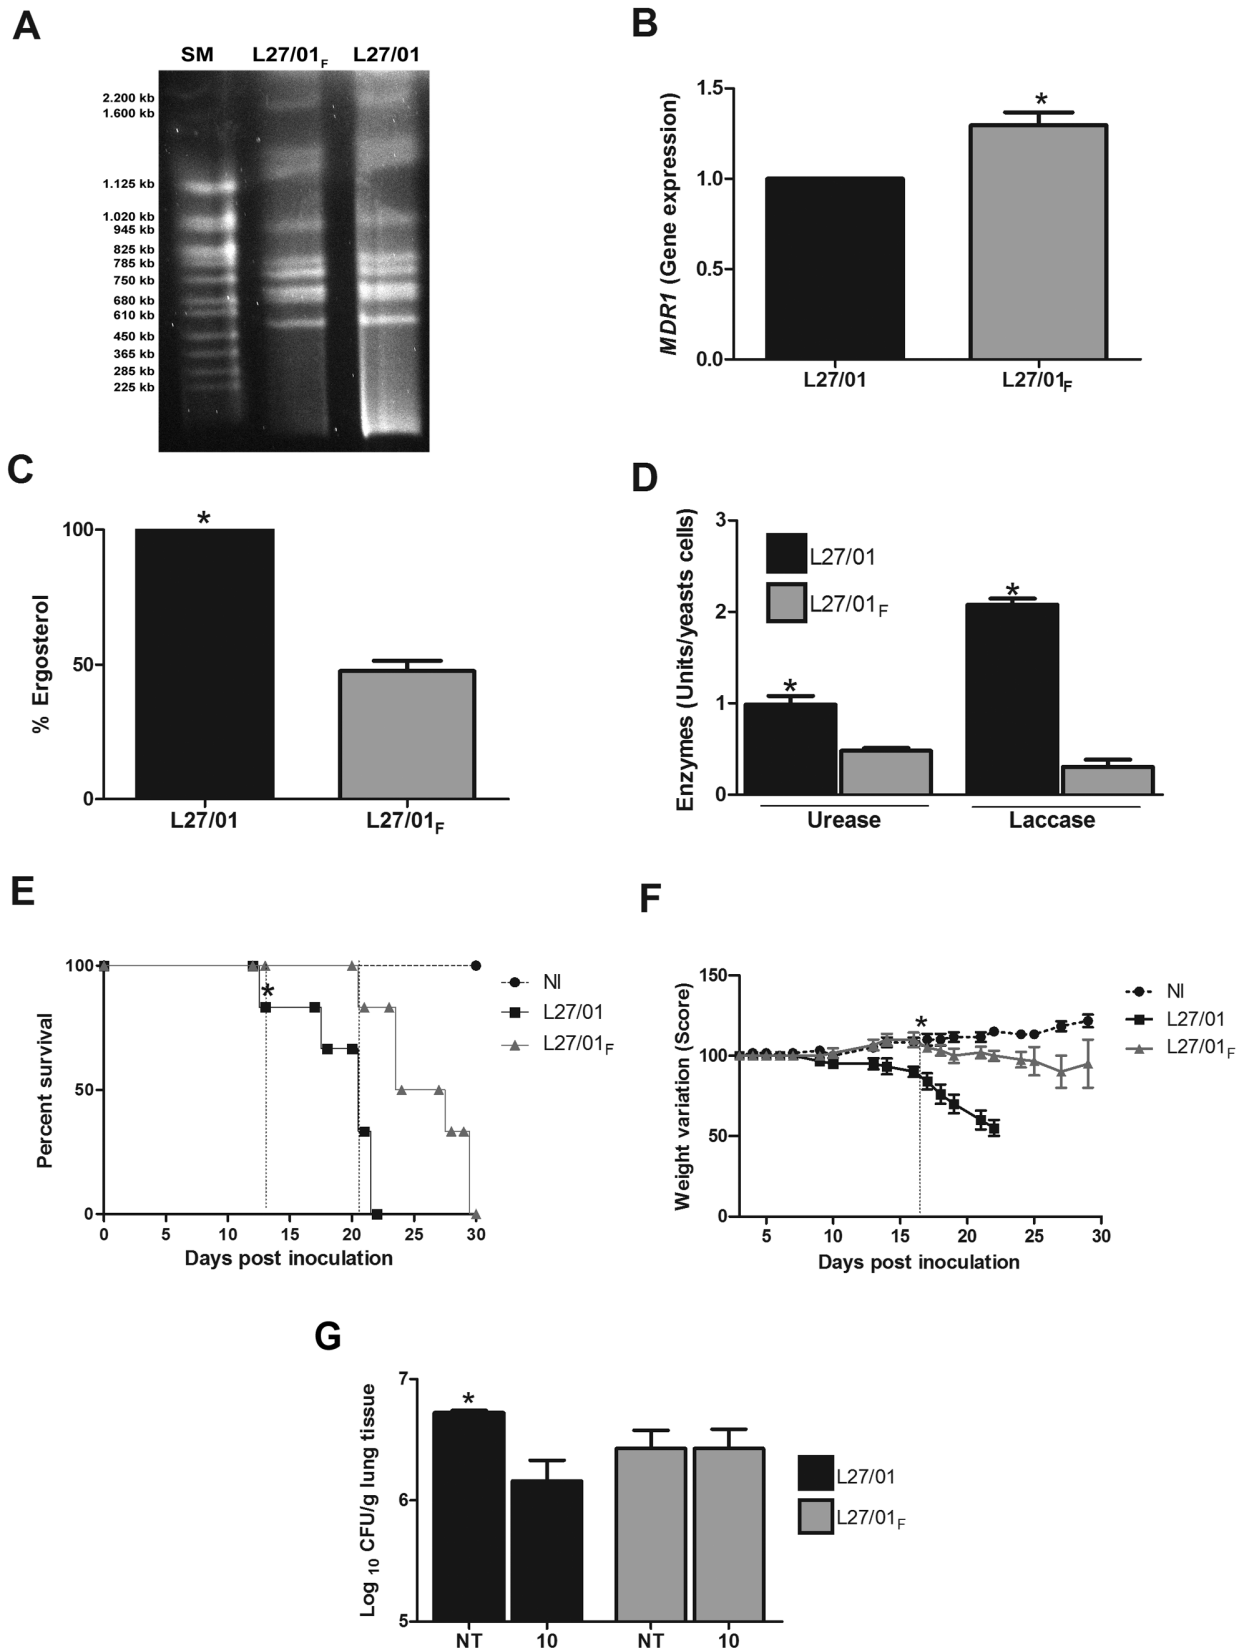 A
SM L27/01F L27/01
2.200 kb
1.600 kb
1.125 kb
1.020 kb
945 kb
825 kb
785 kb
750 kb
680 kb
610 kb
450 kb
365 kb
285 kb
225 kb
B
MDR1 (Gene expression)
1.5
*
1.0
0.5
0.0
L27/01 L27/01F
C
% Ergosterol
100
*
50
0
L27/01 L27/01F
D
Enzymes (Units/yeasts cells)
3
L27/01
L27/01F
2
*
1
*
0
Urease Laccase
E
Percent survival
100
*
50
0
0 5 10 15 20 25 30
Days post inoculation
NI
L27/01
L27/01F
F
Weight variation (Score)
150
*
100
50
0
5 10 15 20 25 30
Days post inoculation
NI
L27/01
L27/01F
G
Log 10 CFU/g lung tissue
7
*
6
5
NT 10 NT 10
L27/01
L27/01F